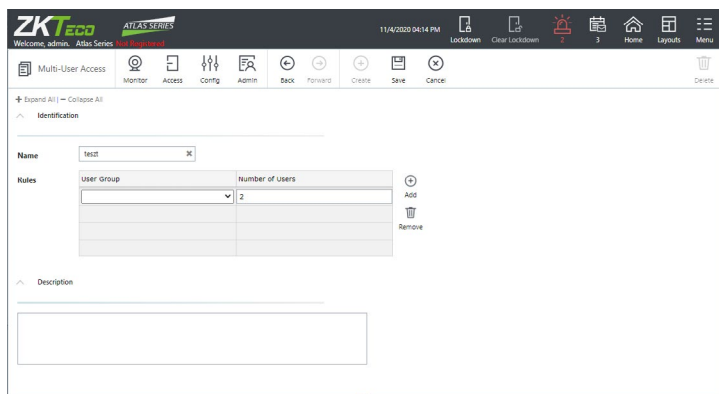 ZKTeco
ATLAS SERIES
Welcome, admin. Atlas Series Not Registered
11/4/2020 04:14 PM
Lockdown
Clear Lockdown
2
3
Home
Layouts
Menu
Multi-User Access
Monitor
Access
Config
Admin
Back
Forward
Create
Save
Cancel
Delete
Expand All | Collapse All
Identification
Name
teszt
Rules
User Group
Number of Users
2
Add
Remove
Description